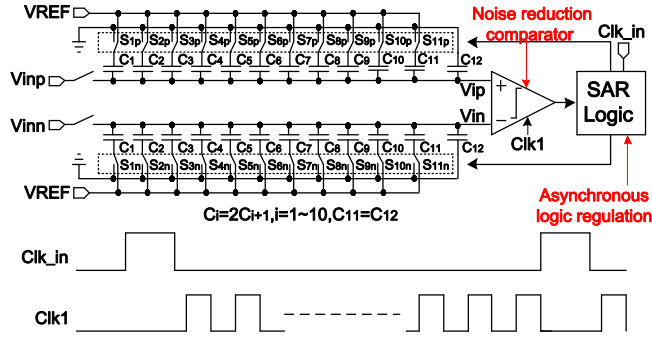 VREF
Noise reduction comparator
Clk_in
S1p S2p S3p S4p S5p S6p S7p S8p S9p S10p S11p
C1 C2 C3 C4 C5 C6 C7 C8 C9 C10 C11 C12
Vinp
Vip
+
SAR Logic
Vinn
Vin
−
Clk1
C1 C2 C3 C4 C5 C6 C7 C8 C9 C10 C11 C12
S1n S2n S3n S4n S5n S6n S7n S8n S9n S10n S11n
VREF
Asynchronous logic regulation
Ci=2Ci+1,i=1~10,C11=C12
Clk_in
Clk1